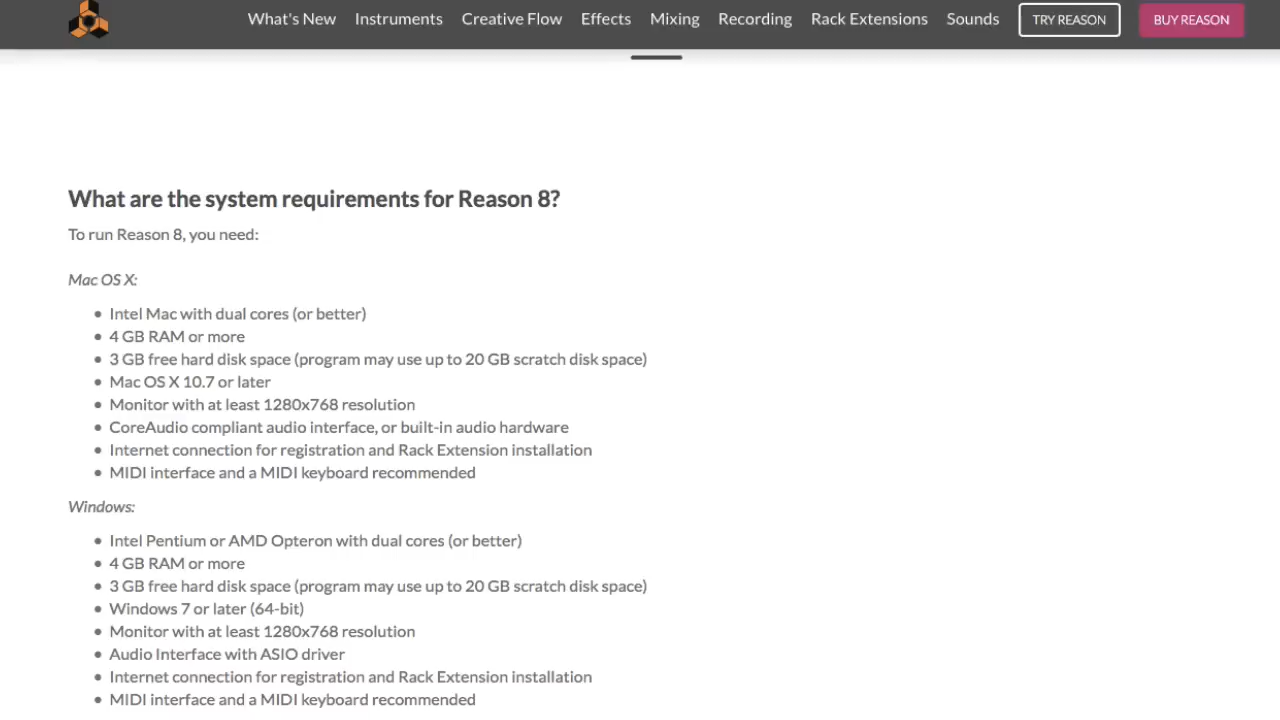 What's New Instruments Creative Flow Effects Mixing Recording Rack Extensions Sounds TRY REASON BUY REASON
What are the system requirements for Reason 8?
To run Reason 8, you need:
Mac OS X:
• Intel Mac with dual cores (or better)
• 4 GB RAM or more
• 3 GB free hard disk space (program may use up to 20 GB scratch disk space)
• Mac OS X 10.7 or later
• Monitor with at least 1280x768 resolution
• CoreAudio compliant audio interface, or built-in audio hardware
• Internet connection for registration and Rack Extension installation
• MIDI interface and a MIDI keyboard recommended
Windows:
• Intel Pentium or AMD Opteron with dual cores (or better)
• 4 GB RAM or more
• 3 GB free hard disk space (program may use up to 20 GB scratch disk space)
• Windows 7 or later (64-bit)
• Monitor with at least 1280x768 resolution
• Audio Interface with ASIO driver
• Internet connection for registration and Rack Extension installation
• MIDI interface and a MIDI keyboard recommended